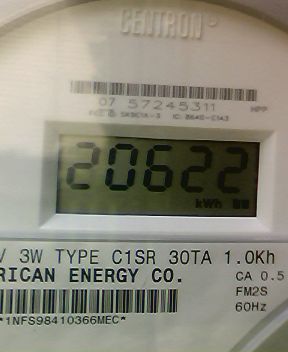 CENTRON®
07 57245311 HPP
20622
kWh
V 3W TYPE C1SR 30TA 1.0Kh
RICAN ENERGY CO. CA 0.5
FM2S
60Hz
*1NFS98410366MEC*